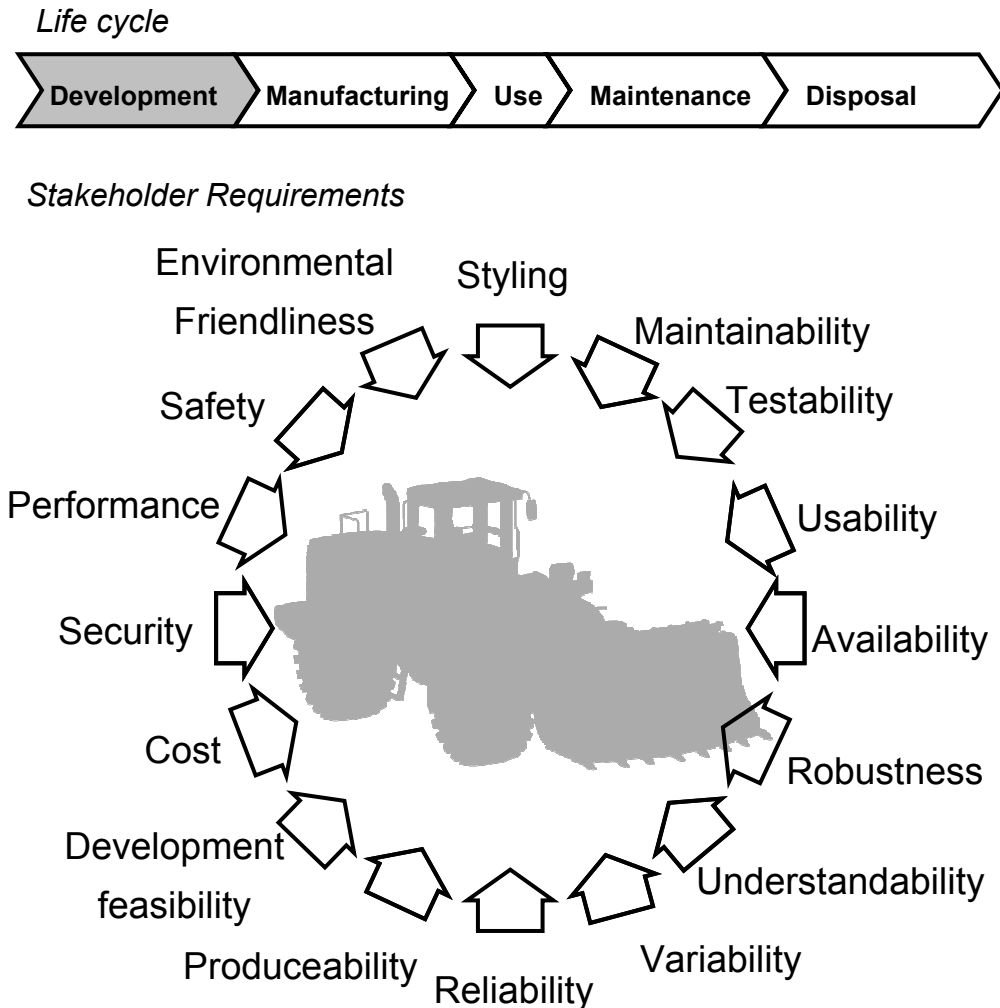 Life cycle
Development
Manufacturing
Use
Maintenance
Disposal
Stakeholder Requirements
Environmental
Friendliness
Styling
Maintainability
Safety
Testability
Performance
Usability
Security
Availability
Cost
Robustness
Development
feasibility
Understandability
Produceability
Variability
Reliability